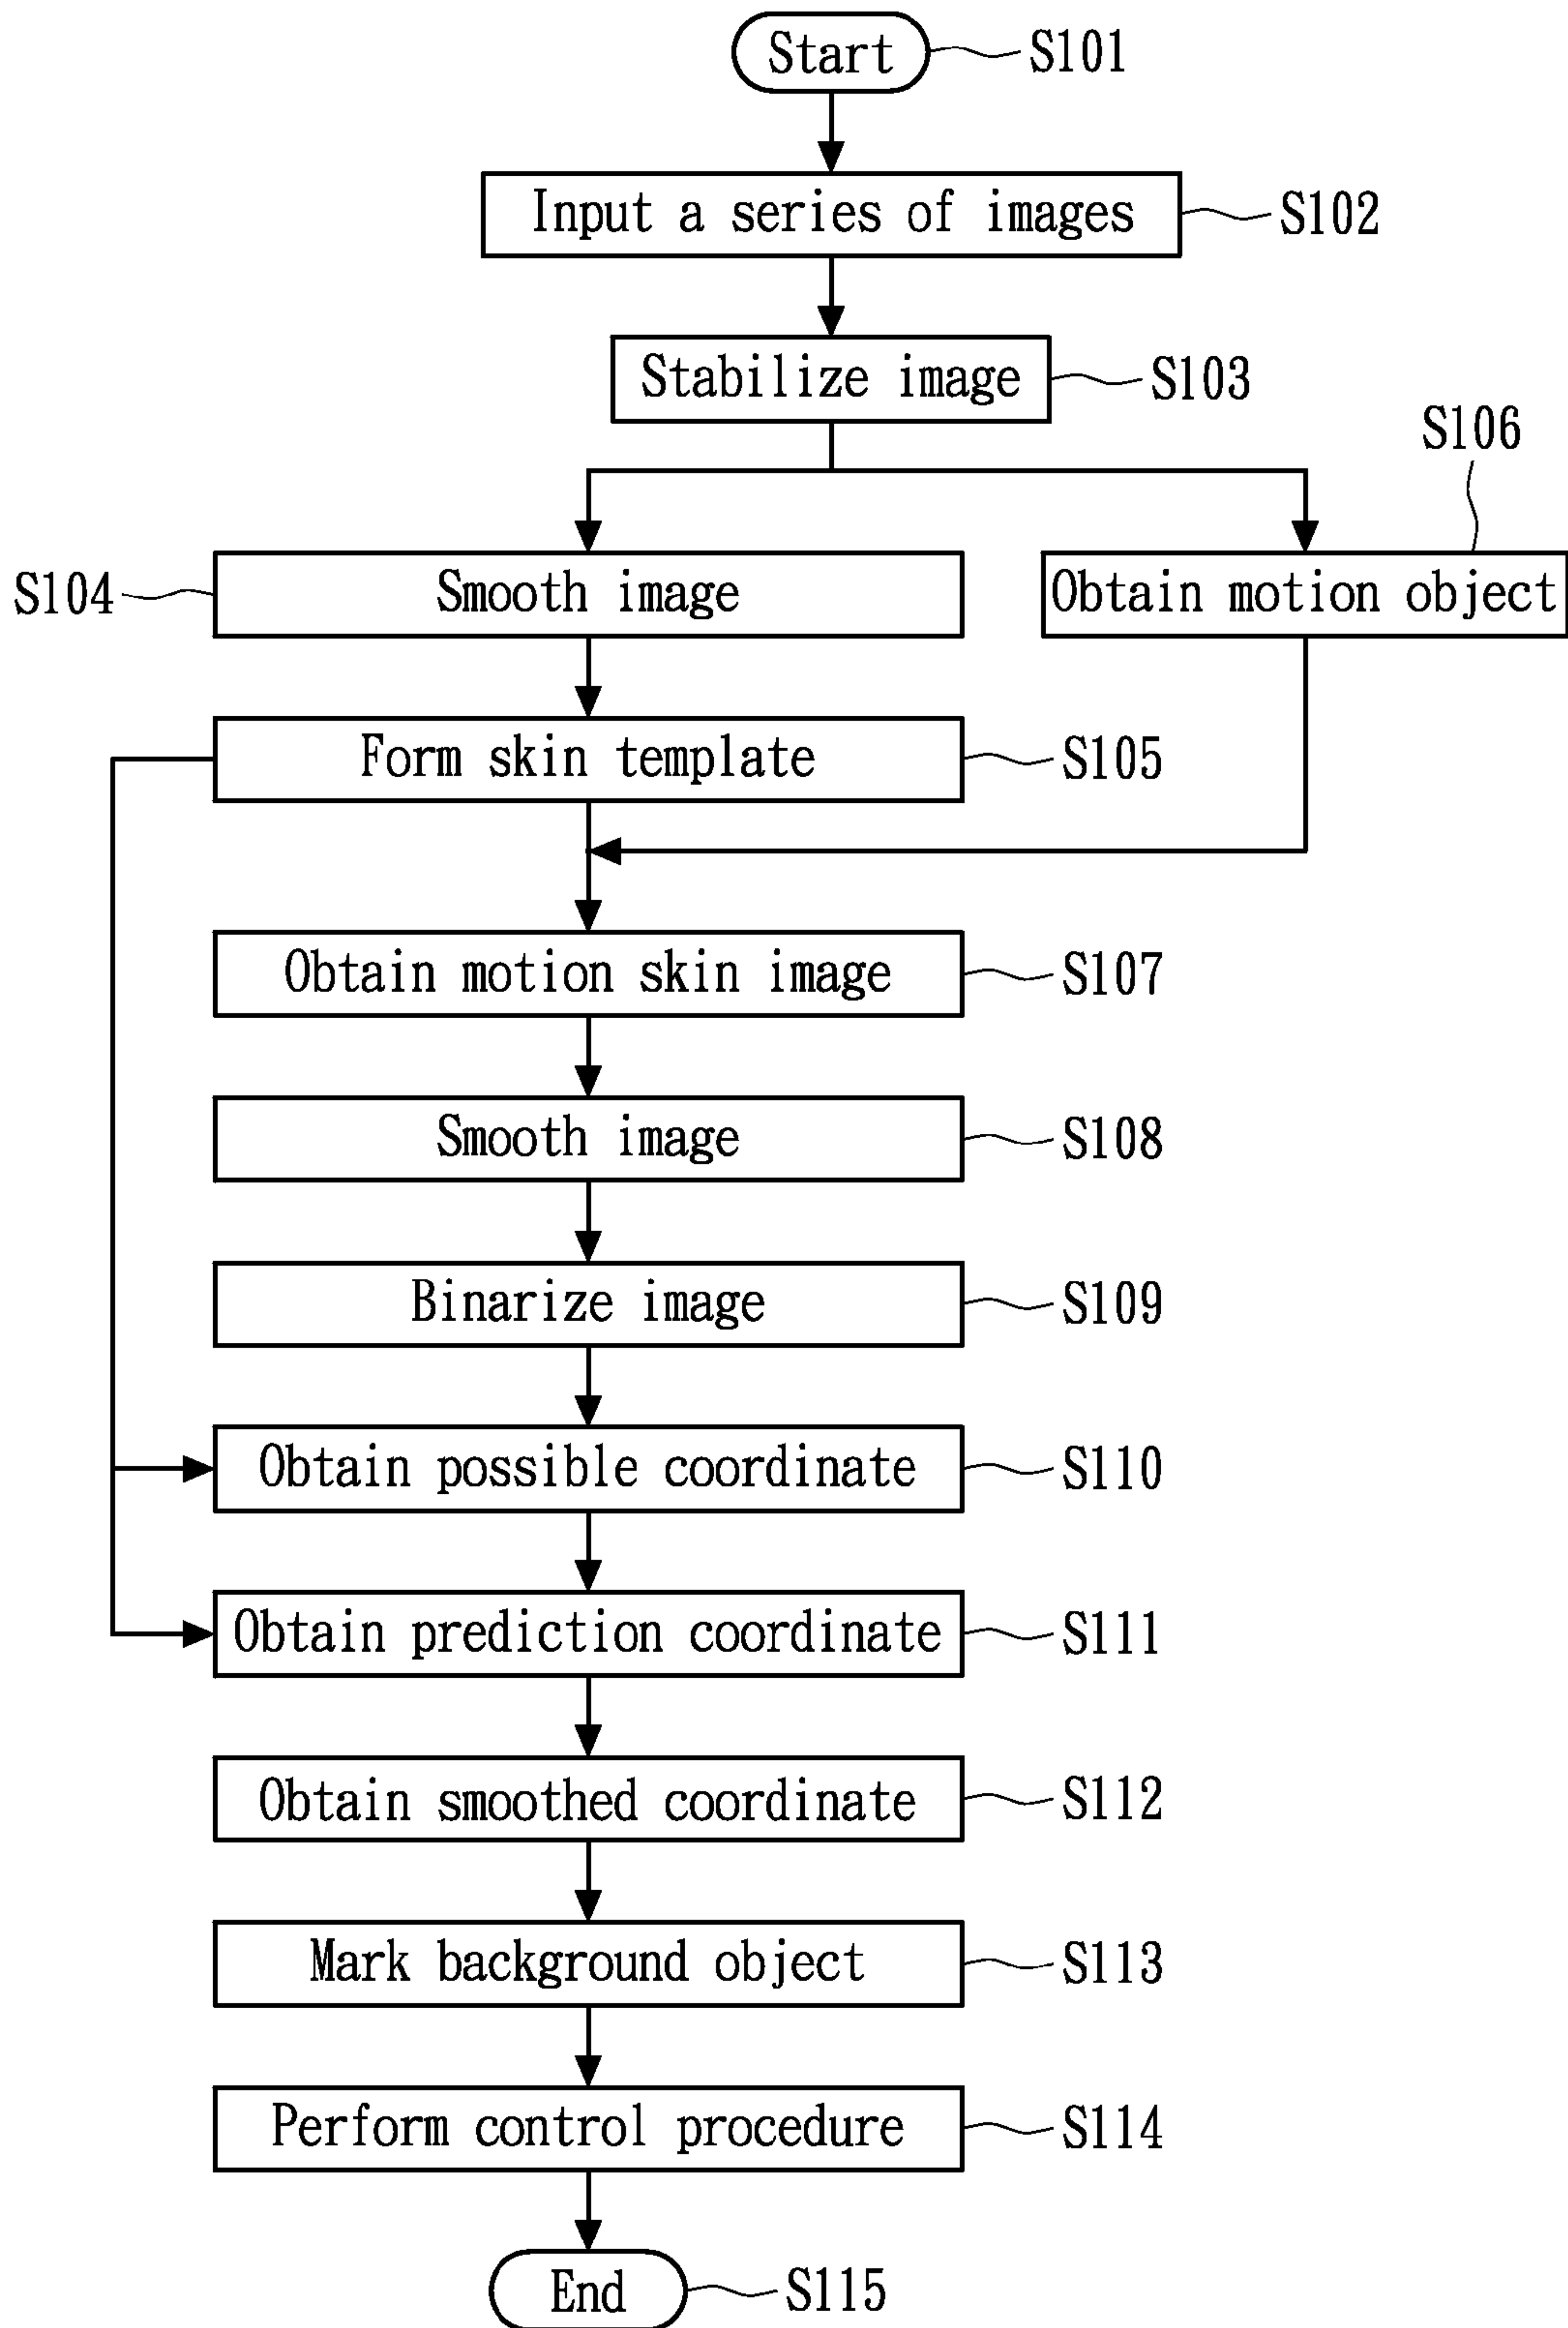 Start
S101
Input a series of images
S102
Stabilize image
S103
S106
S104
Smooth image
Obtain motion object
Form skin template
S105
Obtain motion skin image
S107
Smooth image
S108
Binarize image
S109
Obtain possible coordinate
S110
Obtain prediction coordinate
S111
Obtain smoothed coordinate
S112
Mark background object
S113
Perform control procedure
S114
End
S115